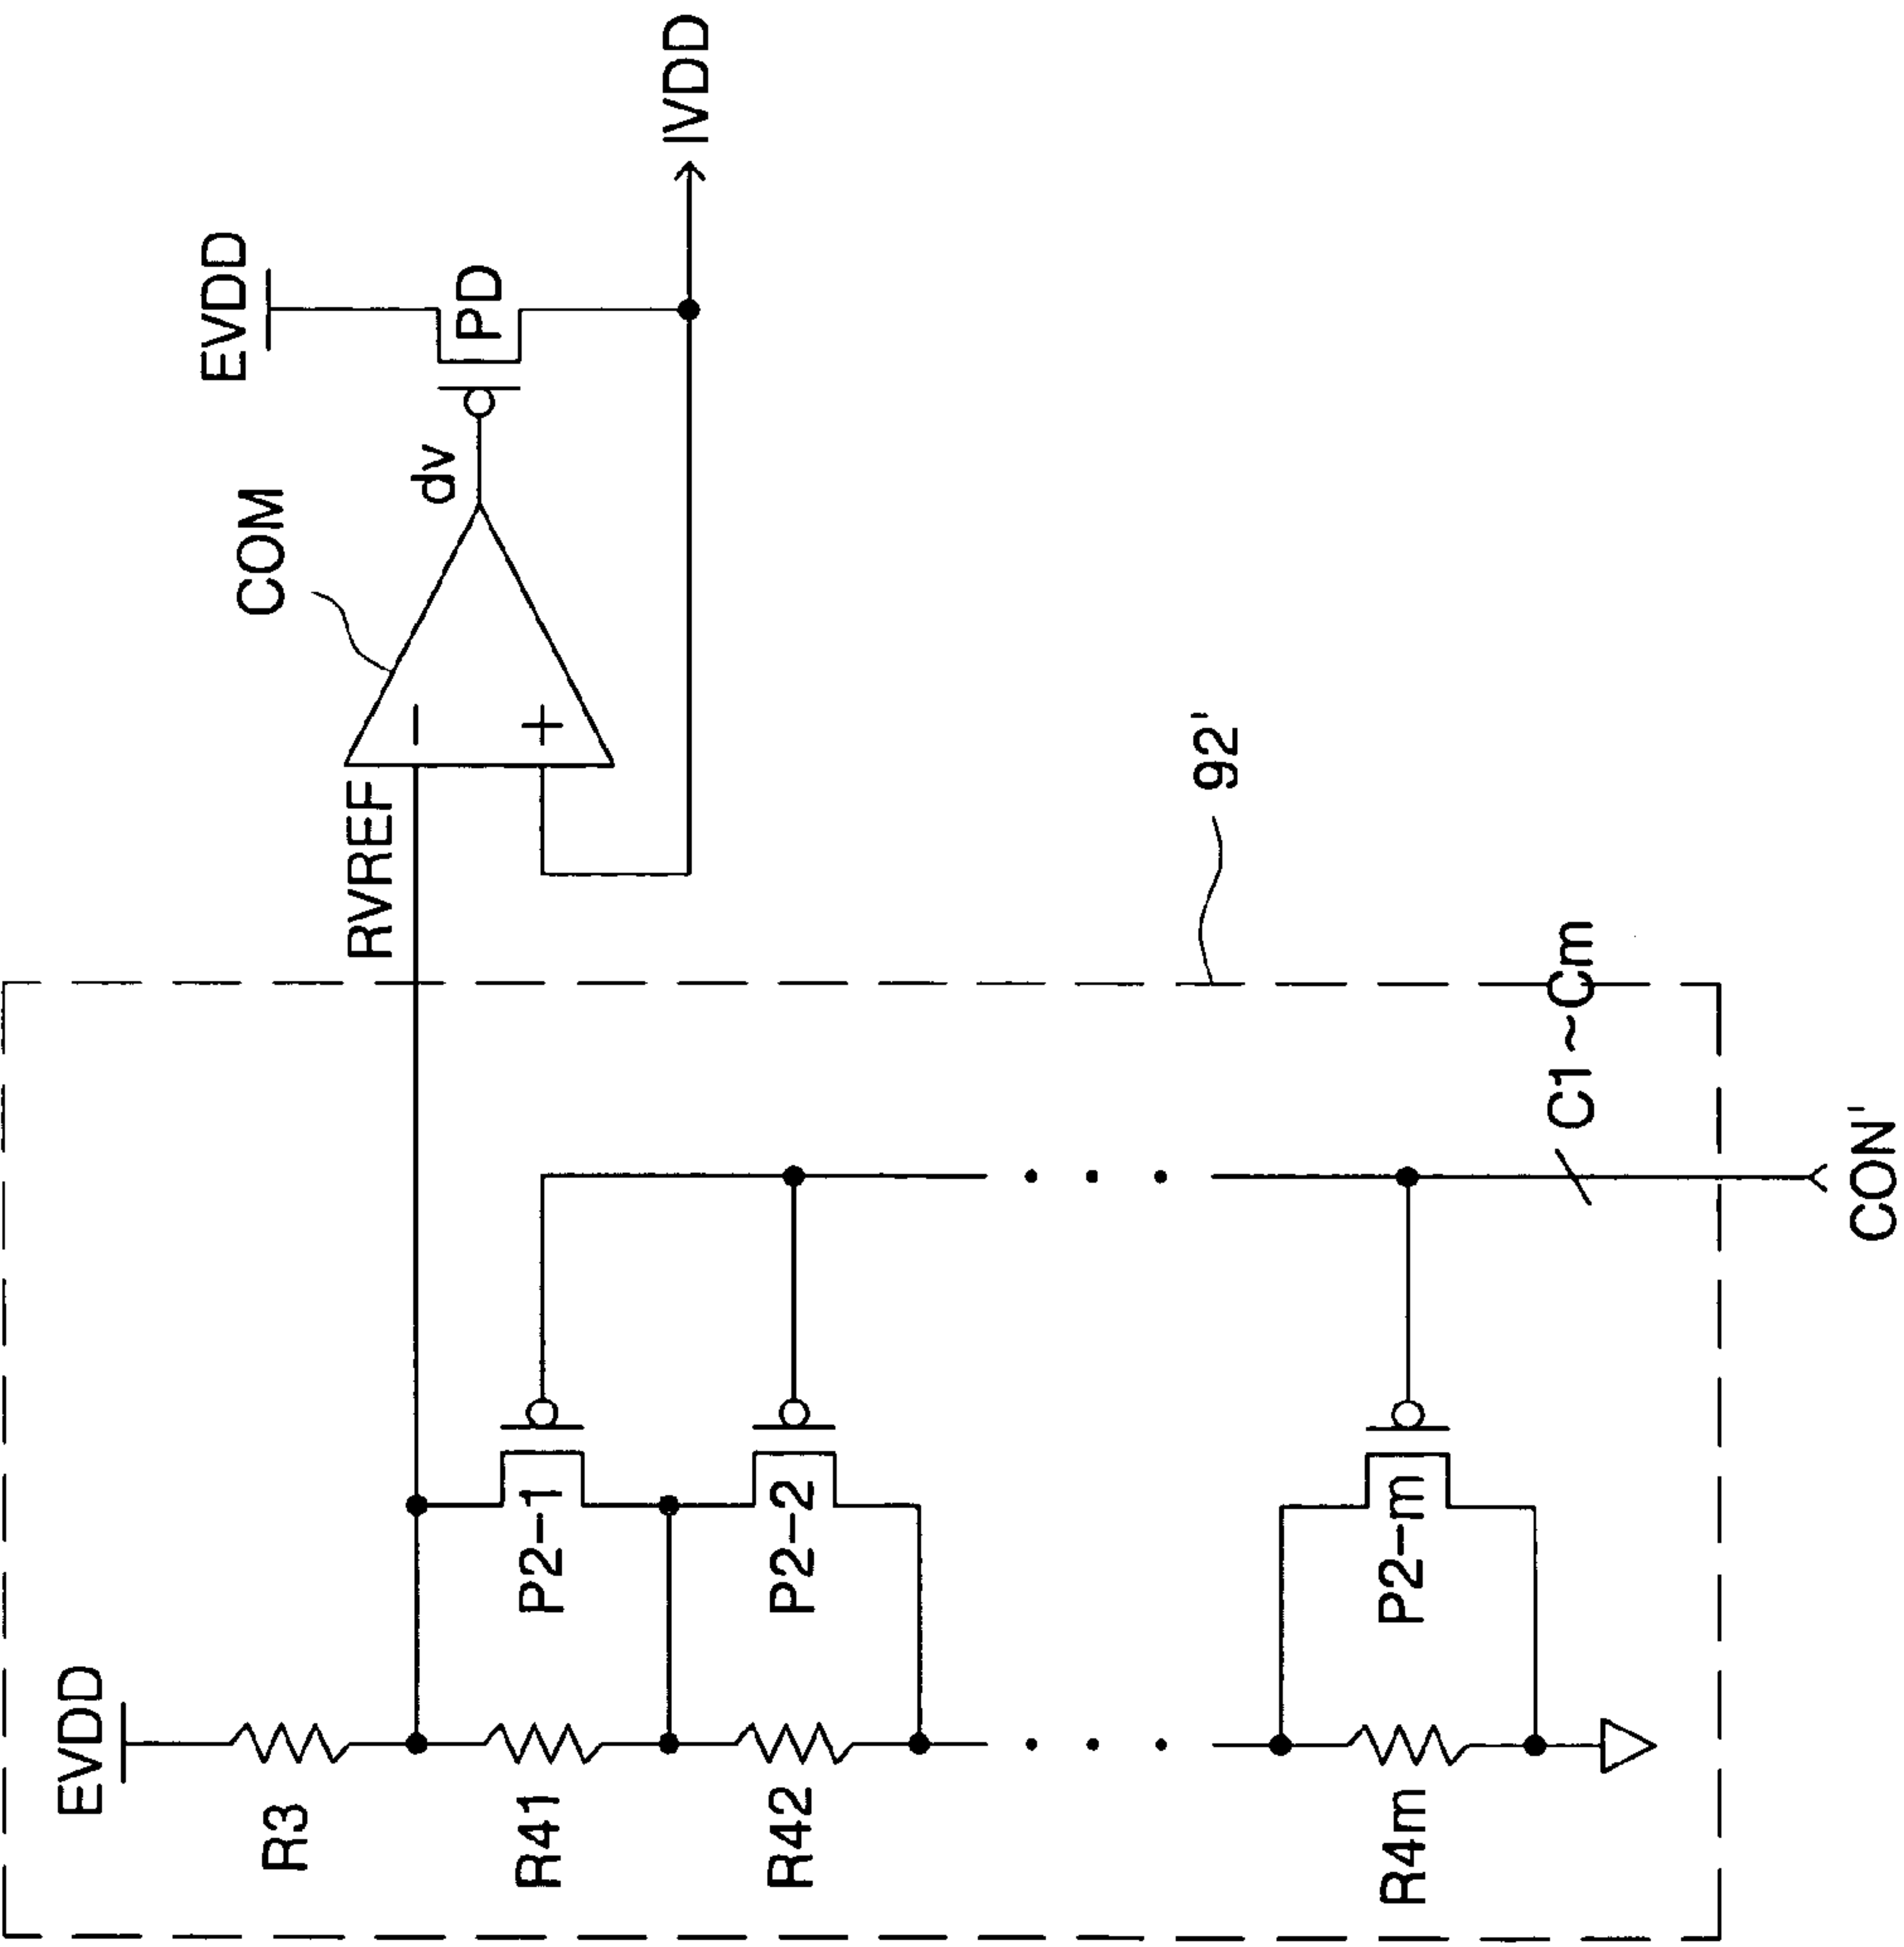 EVDD
COM
PD
dv
IVDD
RVREF
92'
EVDD
R3
R41
P2-1
R42
P2-2
R4m
P2-m
C1~Cm
CON'
-
+